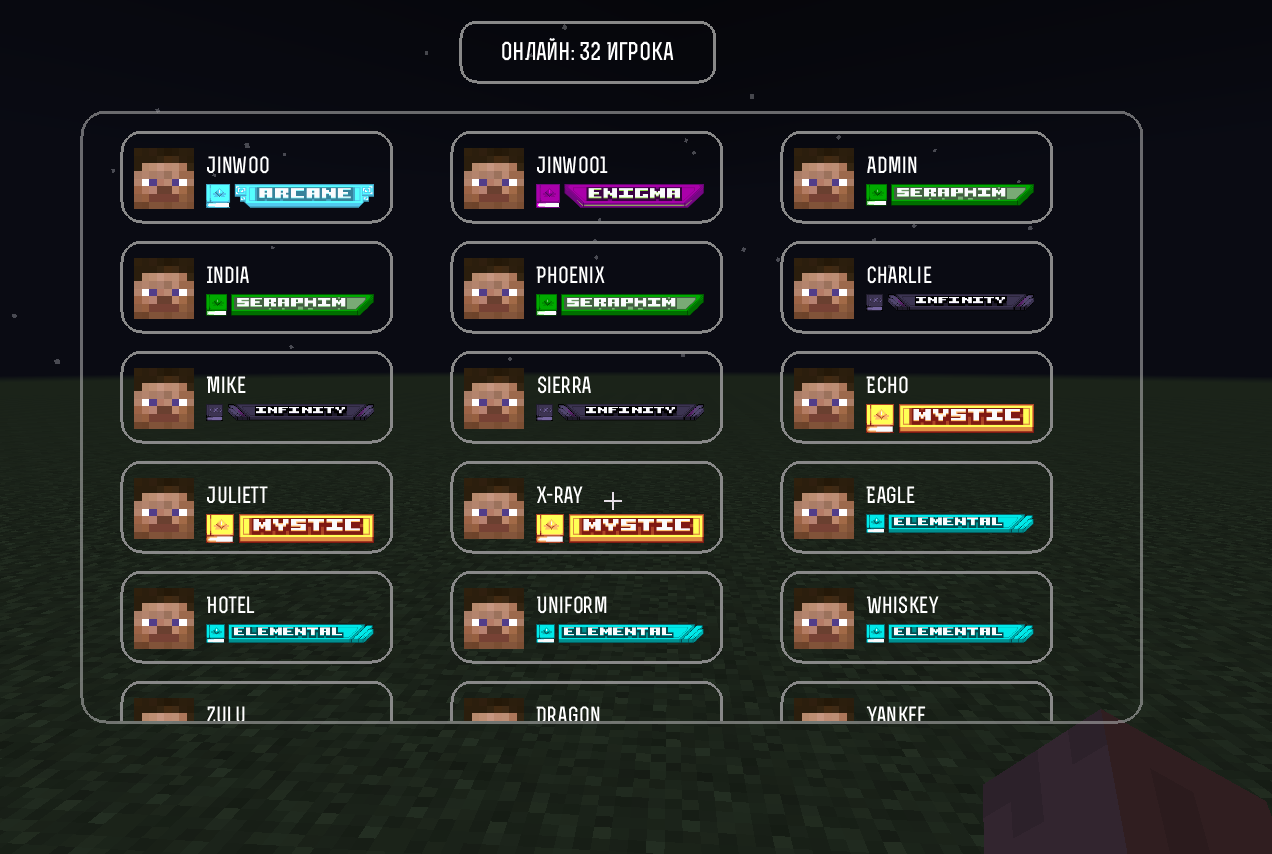 ОНЛАЙН: 32 ИГРОКА
JINWOO
ARCANE
JINWOO1
ENIGMA
ADMIN
SERAPHIM
INDIA
SERAPHIM
PHOENIX
SERAPHIM
CHARLIE
INFINITY
MIKE
INFINITY
SIERRA
INFINITY
ECHO
MYSTIC
JULIETT
MYSTIC
X-RAY
MYSTIC
EAGLE
ELEMENTAL
HOTEL
ELEMENTAL
UNIFORM
ELEMENTAL
WHISKEY
ELEMENTAL
ZULU
DRAGON
YANKEE